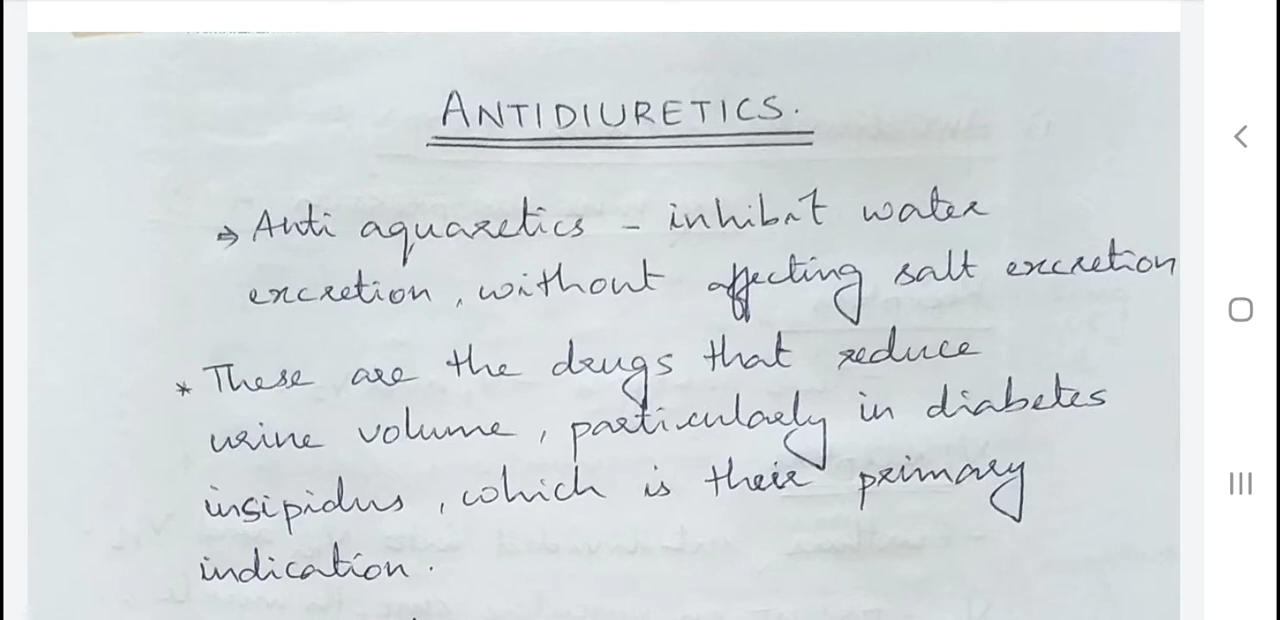 ANTIDIURETICS.
→ Anti aquaretics - inhibit water
excretion, without affecting salt excretion
* These are the drugs that reduce
urine volume, particularly in diabetes
insipidus, which is their primary
indication.